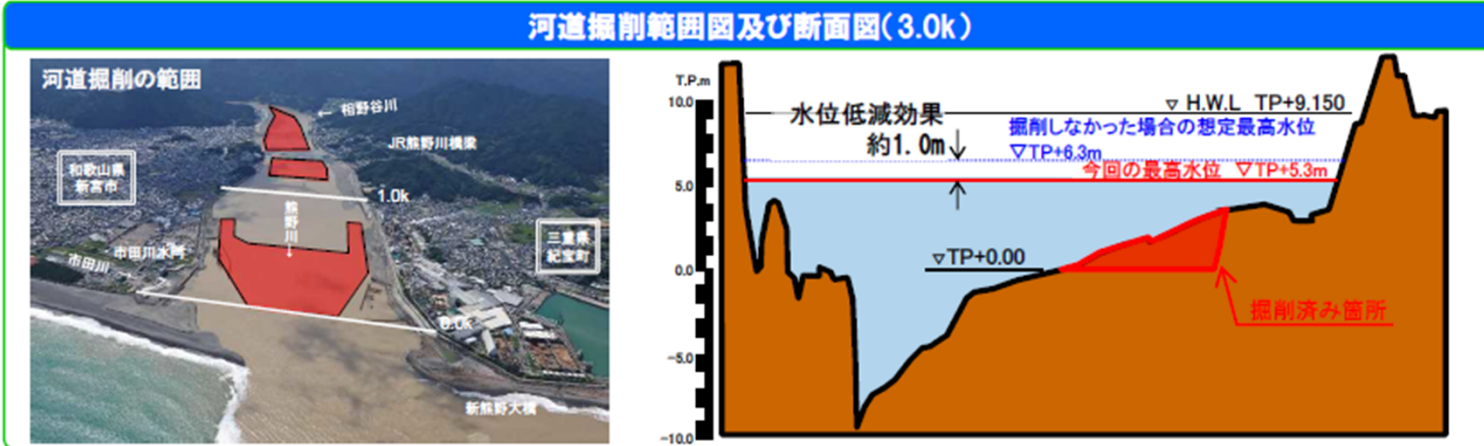 河道掘削範囲図及び断面図(3.0k)
河道掘削の範囲
相野谷川
JR熊野川橋梁
和歌山県
新宮市
1.0k
熊野川
三重県
紀宝町
市田川水門
市田川
0.0k
新熊野大橋
T.P.m
10.0
5.0
0.0
-5.0
-10.0
▽ H.W.L TP+9.150
水位低減効果
約1.0m
掘削しなかった場合の想定最高水位
▽TP+6.3m
今回の最高水位 ▽TP+5.3m
▽TP+0.00
掘削済み箇所